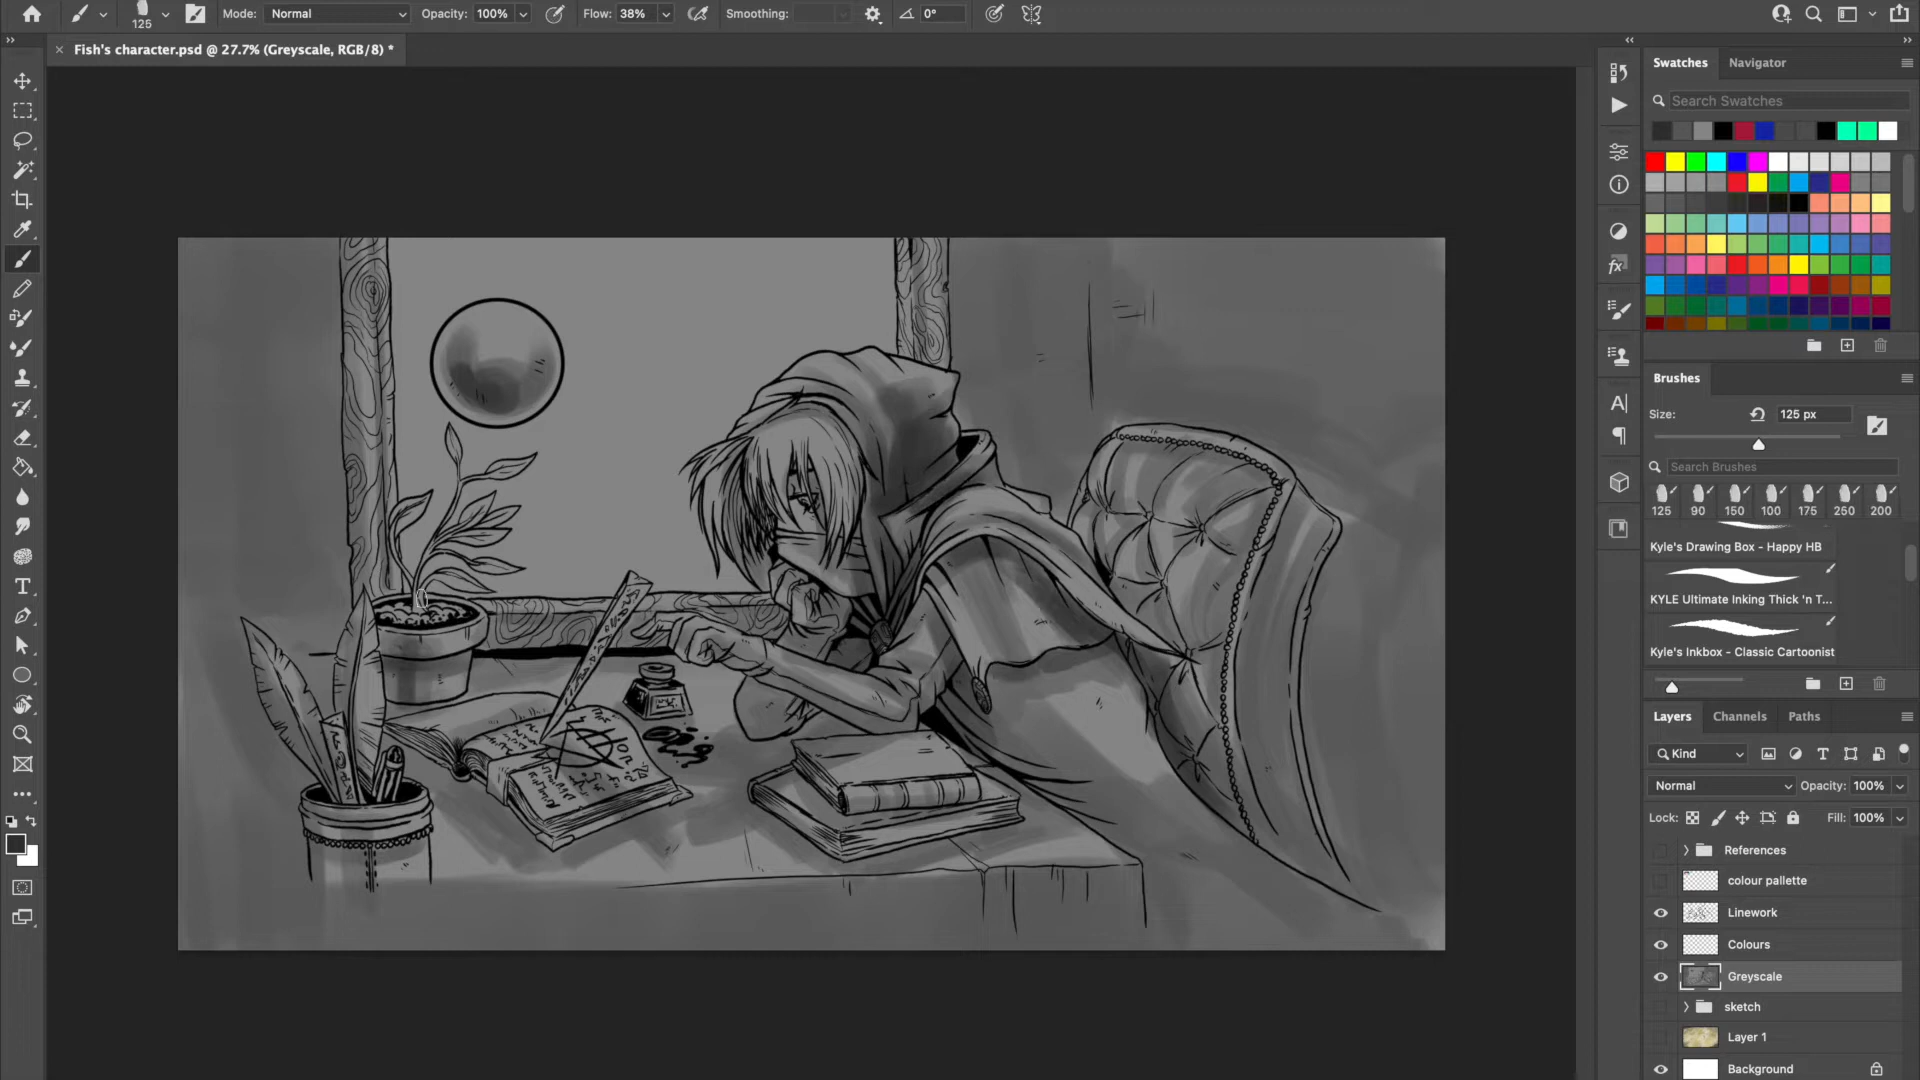 125
Mode: Normal
Opacity: 100%
Flow: 38%
Smoothing:
0°
Fish's character.psd @ 27.7% (Greyscale, RGB/8) *
Swatches
Navigator
Search Swatches
Brushes
Size:
125 px
Search Brushes
125 90 150 100 175 250 200
Kyle's Drawing Box - Happy HB
KYLE Ultimate Inking Thick 'n T...
Kyle's Inkbox - Classic Cartoonist
Layers
Channels
Paths
Kind
Normal
Opacity: 100%
Lock:
Fill: 100%
References
colour pallette
Linework
Colours
Greyscale
sketch
Layer 1
Background